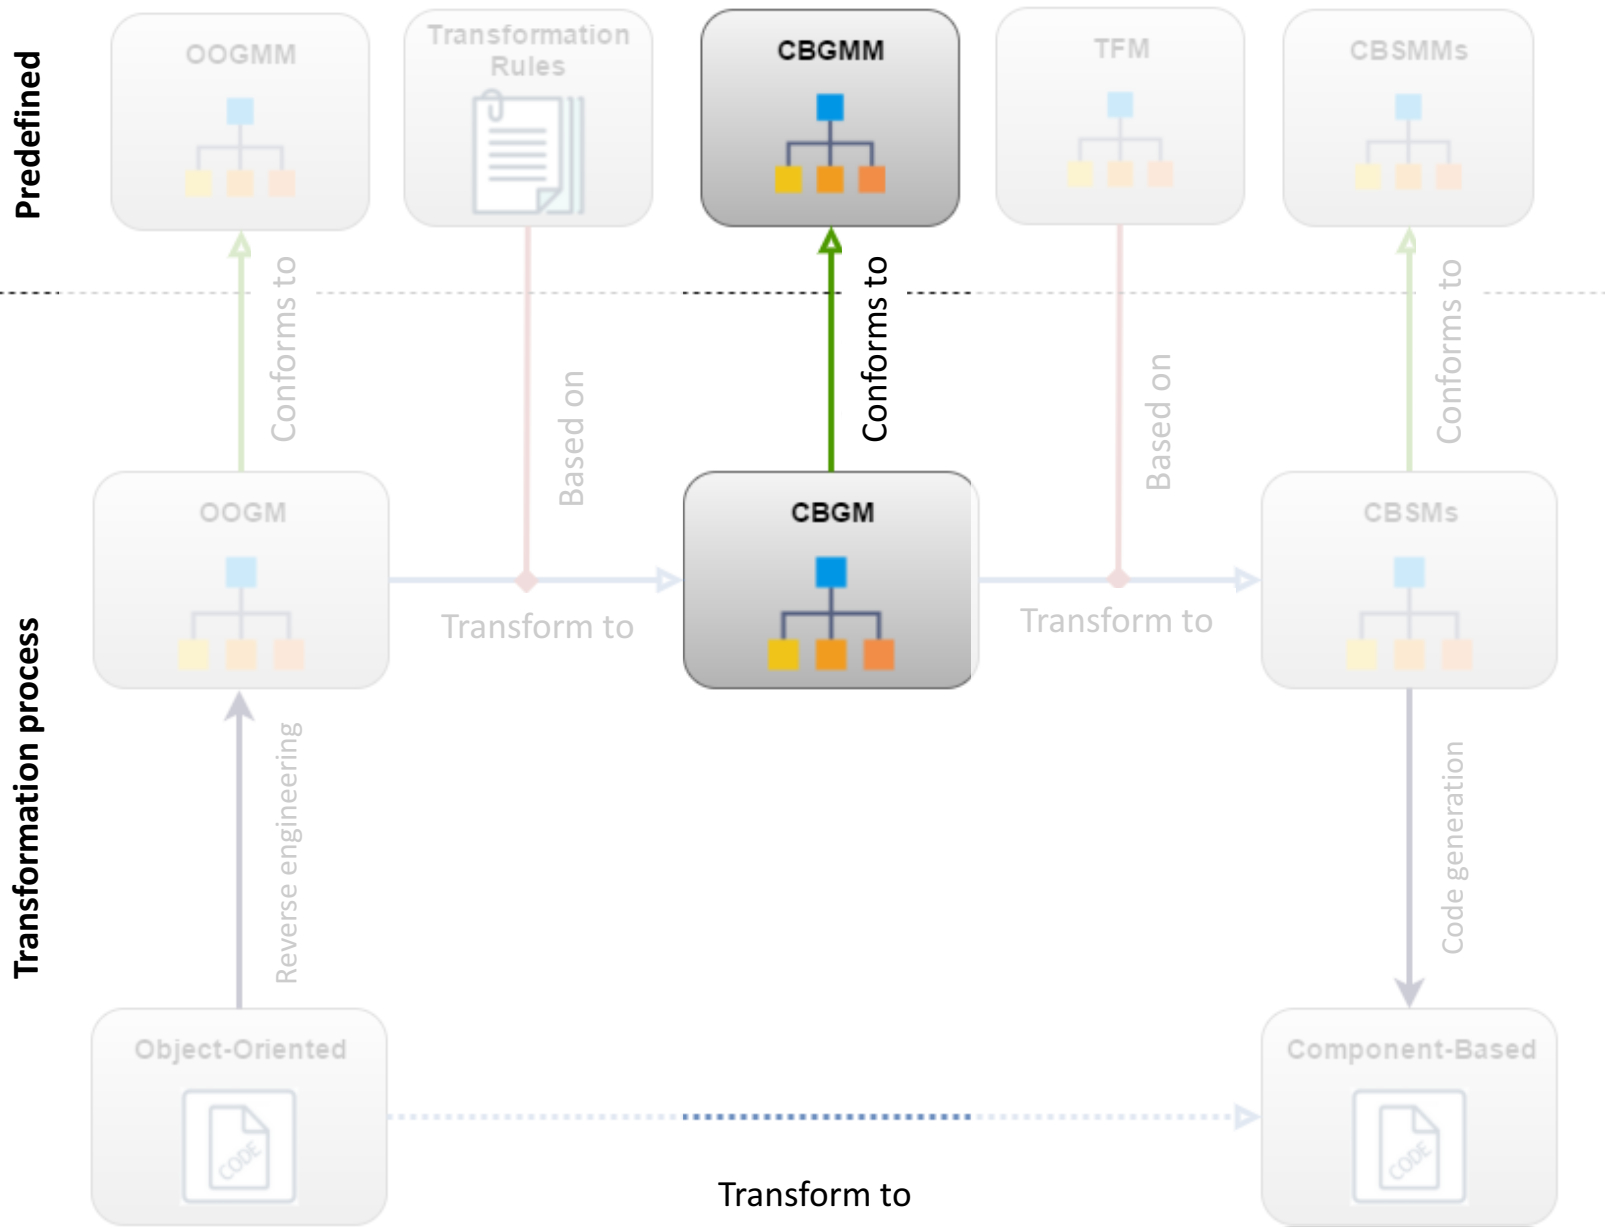 Predefined
OOGMM
Transformation
Rules
CBGMM
TFM
CBSMMs
Conforms to
Based on
Conforms to
Based on
Conforms to
Transformation process
OOGM
Transform to
CBGM
Transform to
CBSMs
Reverse engineering
Code generation
Object-Oriented
CODE
Transform to
Component-Based
CODE